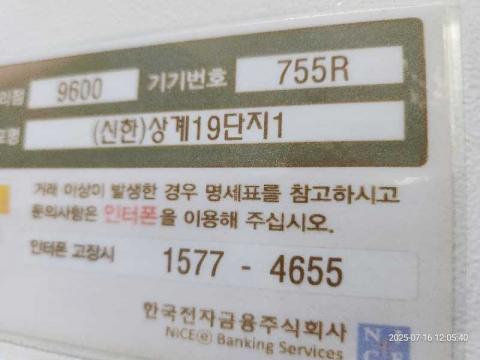 리점 9600 기기번호 755R
(신한)상계19단지1
거래 이상이 발생한 경우 명세표를 참고하시고
문의사항은 인터폰을 이용해 주십시오.
인터폰 고장시 1577 - 4655
한국전자금융주식회사
NICE Banking Services
2025-07-16 12:05:40